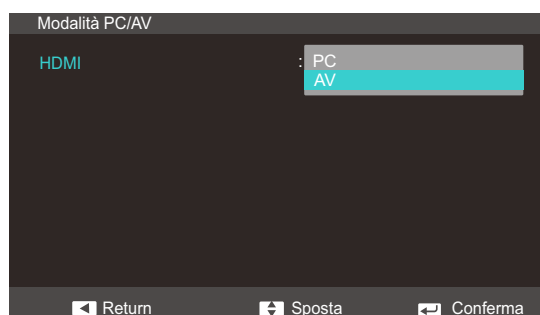 Modalità PC/AV
HDMI : PC
AV
Return Sposta Conferma